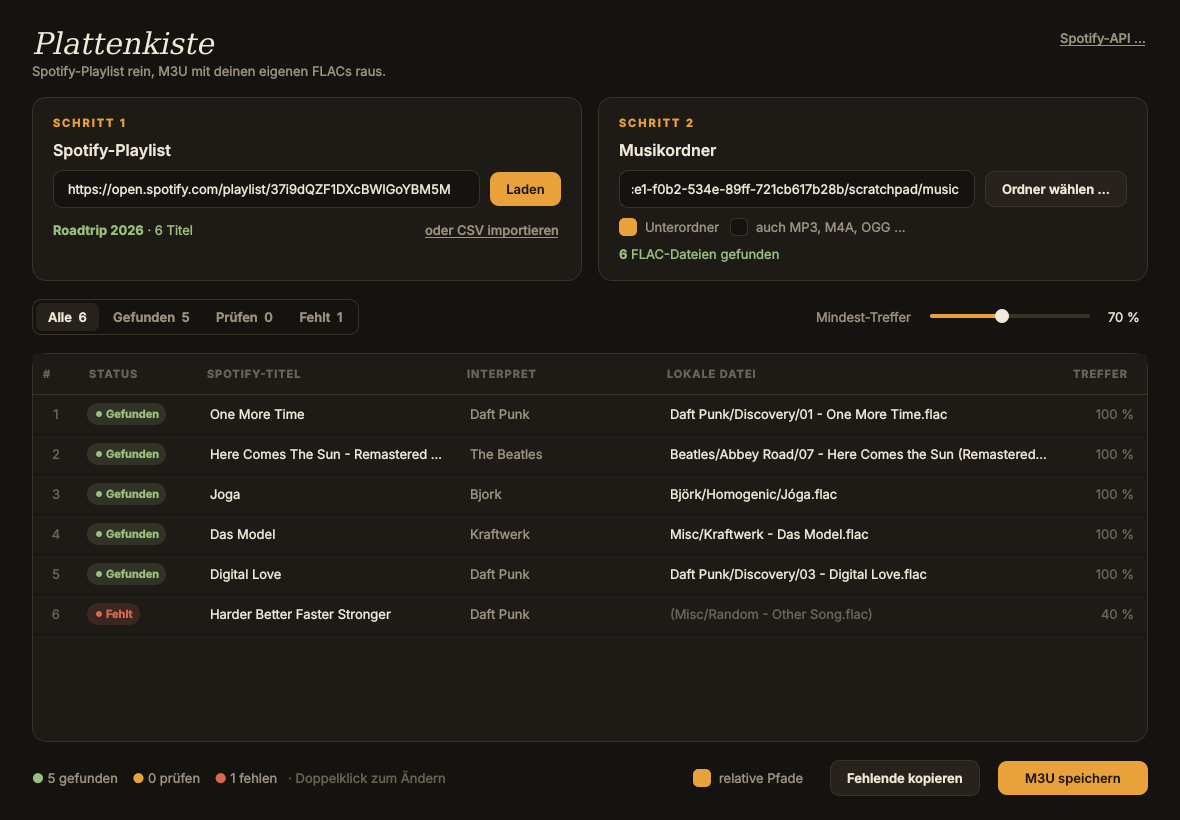 Plattenkiste
Spotify-API ...
Spotify-Playlist rein, M3U mit deinen eigenen FLACs raus.
SCHRITT 1
Spotify-Playlist
https://open.spotify.com/playlist/37i9dQZF1DXcBWIGoYBM5M
Laden
Roadtrip 2026 · 6 Titel
oder CSV importieren
SCHRITT 2
Musikordner
:e1-f0b2-534e-89ff-721cb617b28b/scratchpad/music
Ordner wählen ...
Unterordner
auch MP3, M4A, OGG ...
6 FLAC-Dateien gefunden
Alle 6 Gefunden 5 Prüfen 0 Fehlt 1
Mindest-Treffer 70 %
# STATUS SPOTIFY-TITEL INTERPRET LOKALE DATEI TREFFER
1 Gefunden One More Time Daft Punk Daft Punk/Discovery/01 - One More Time.flac 100 %
2 Gefunden Here Comes The Sun - Remastered ... The Beatles Beatles/Abbey Road/07 - Here Comes the Sun (Remastered... 100 %
3 Gefunden Joga Bjork Björk/Homogenic/Jóga.flac 100 %
4 Gefunden Das Model Kraftwerk Misc/Kraftwerk - Das Model.flac 100 %
5 Gefunden Digital Love Daft Punk Daft Punk/Discovery/03 - Digital Love.flac 100 %
6 Fehlt Harder Better Faster Stronger Daft Punk (Misc/Random - Other Song.flac) 40 %
5 gefunden 0 prüfen 1 fehlen · Doppelklick zum Ändern
relative Pfade
Fehlende kopieren
M3U speichern